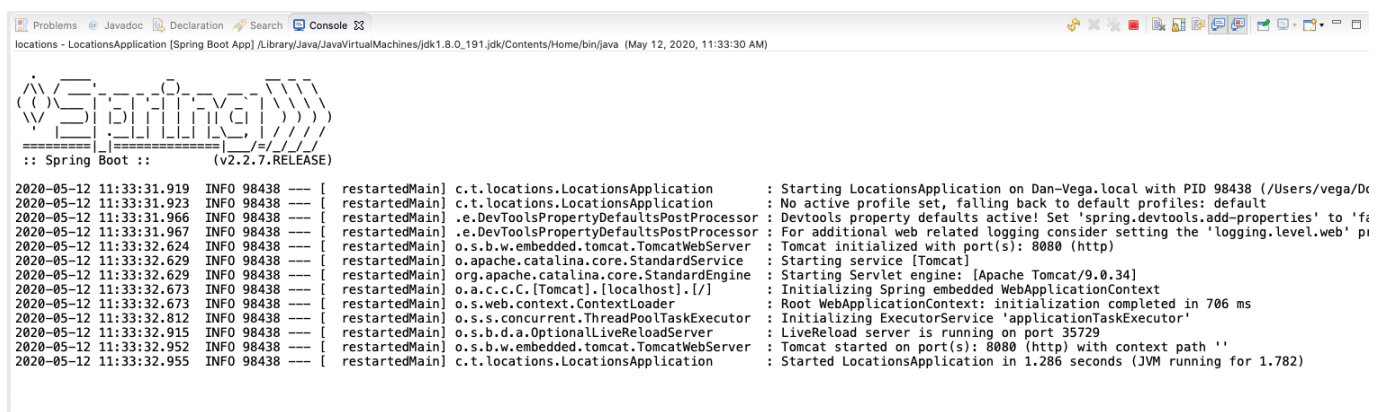 Problems @ Javadoc Declaration Search Console
locations - LocationsApplication [Spring Boot App] /Library/Java/JavaVirtualMachines/jdk1.8.0_191.jdk/Contents/Home/bin/java (May 12, 2020, 11:33:30 AM)
  .   ____          _            __ _ _
 /\\ / ___'_ __ _ _(_)_ __  __ _ \ \ \ \
( ( )\___ | '_ | '_| | '_ \/ _` | \ \ \ \
 \\/  ___)| |_)| | | | | || (_| |  ) ) ) )
  '  |____| .__|_| |_|_| |_\__, | / / / /
 =========|_|==============|___/=/_/_/_/
 :: Spring Boot ::        (v2.2.7.RELEASE)
2020-05-12 11:33:31.919  INFO 98438 --- [  restartedMain] c.t.locations.LocationsApplication       : Starting LocationsApplication on Dan-Vega.local with PID 98438 (/Users/vega/Do
2020-05-12 11:33:31.923  INFO 98438 --- [  restartedMain] c.t.locations.LocationsApplication       : No active profile set, falling back to default profiles: default
2020-05-12 11:33:31.966  INFO 98438 --- [  restartedMain] .e.DevToolsPropertyDefaultsPostProcessor : Devtools property defaults active! Set 'spring.devtools.add-properties' to 'fa
2020-05-12 11:33:31.967  INFO 98438 --- [  restartedMain] .e.DevToolsPropertyDefaultsPostProcessor : For additional web related logging consider setting the 'logging.level.web' pr
2020-05-12 11:33:32.624  INFO 98438 --- [  restartedMain] o.s.b.w.embedded.tomcat.TomcatWebServer  : Tomcat initialized with port(s): 8080 (http)
2020-05-12 11:33:32.629  INFO 98438 --- [  restartedMain] o.apache.catalina.core.StandardService   : Starting service [Tomcat]
2020-05-12 11:33:32.629  INFO 98438 --- [  restartedMain] org.apache.catalina.core.StandardEngine  : Starting Servlet engine: [Apache Tomcat/9.0.34]
2020-05-12 11:33:32.673  INFO 98438 --- [  restartedMain] o.a.c.c.C.[Tomcat].[localhost].[/]       : Initializing Spring embedded WebApplicationContext
2020-05-12 11:33:32.673  INFO 98438 --- [  restartedMain] o.s.web.context.ContextLoader            : Root WebApplicationContext: initialization completed in 706 ms
2020-05-12 11:33:32.812  INFO 98438 --- [  restartedMain] o.s.s.concurrent.ThreadPoolTaskExecutor  : Initializing ExecutorService 'applicationTaskExecutor'
2020-05-12 11:33:32.915  INFO 98438 --- [  restartedMain] o.s.b.d.a.OptionalLiveReloadServer       : LiveReload server is running on port 35729
2020-05-12 11:33:32.952  INFO 98438 --- [  restartedMain] o.s.b.w.embedded.tomcat.TomcatWebServer  : Tomcat started on port(s): 8080 (http) with context path ''
2020-05-12 11:33:32.955  INFO 98438 --- [  restartedMain] c.t.locations.LocationsApplication       : Started LocationsApplication in 1.286 seconds (JVM running for 1.782)